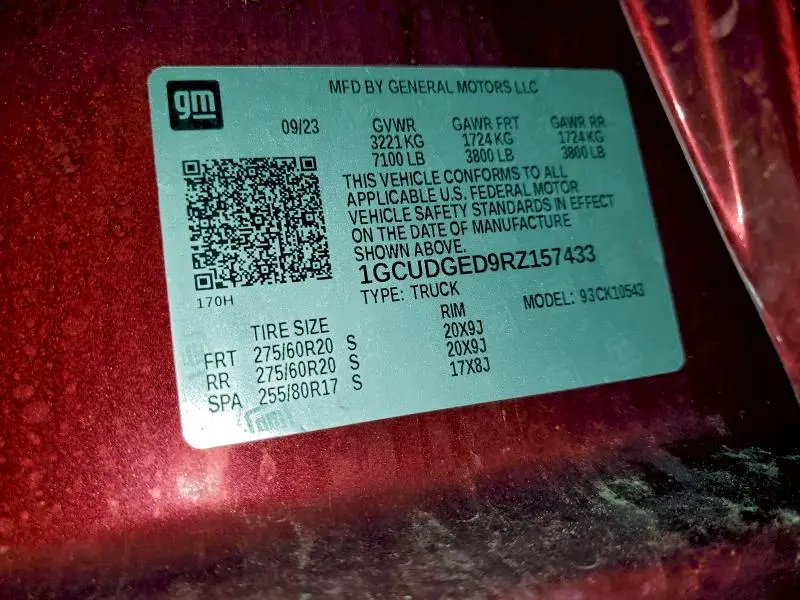 gm
MFD BY GENERAL MOTORS LLC
09/23
GVWR GAWR FRT GAWR RR
3221KG 1724 KG 1724 KG
7100 LB 3800 LB 3800 LB
THIS VEHICLE CONFORMS TO ALL
APPLICABLE U.S. FEDERAL MOTOR
VEHICLE SAFETY STANDARDS IN EFFECT
ON THE DATE OF MANUFACTURE
SHOWN ABOVE.
1GCUDGED9RZ157433
170H
TYPE: TRUCK MODEL: 93CK10543
TIRE SIZE RIM
FRT 275/60R20 S 20X9J
RR 275/60R20 S 20X9J
SPA 255/80R17 S 17X8J
gm